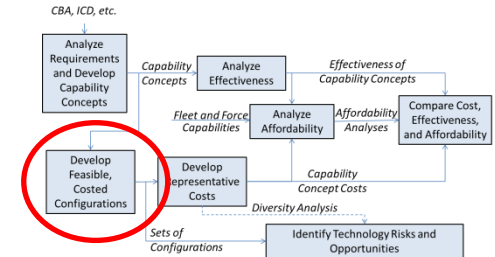 CBA, ICD, etc.
Analyze
Requirements
and Develop
Capability
Concepts
Capability
Concepts
Analyze
Effectiveness
Effectiveness of
Capability Concepts
Fleet and Force
Capabilities
Analyze
Affordability
Affordability
Analyses
Compare Cost,
Effectiveness,
and Affordability
Develop
Feasible,
Costed
Configurations
Develop
Representative
Costs
Capability
Concept Costs
Diversity Analysis
Sets of
Configurations
Identify Technology Risks and
Opportunities